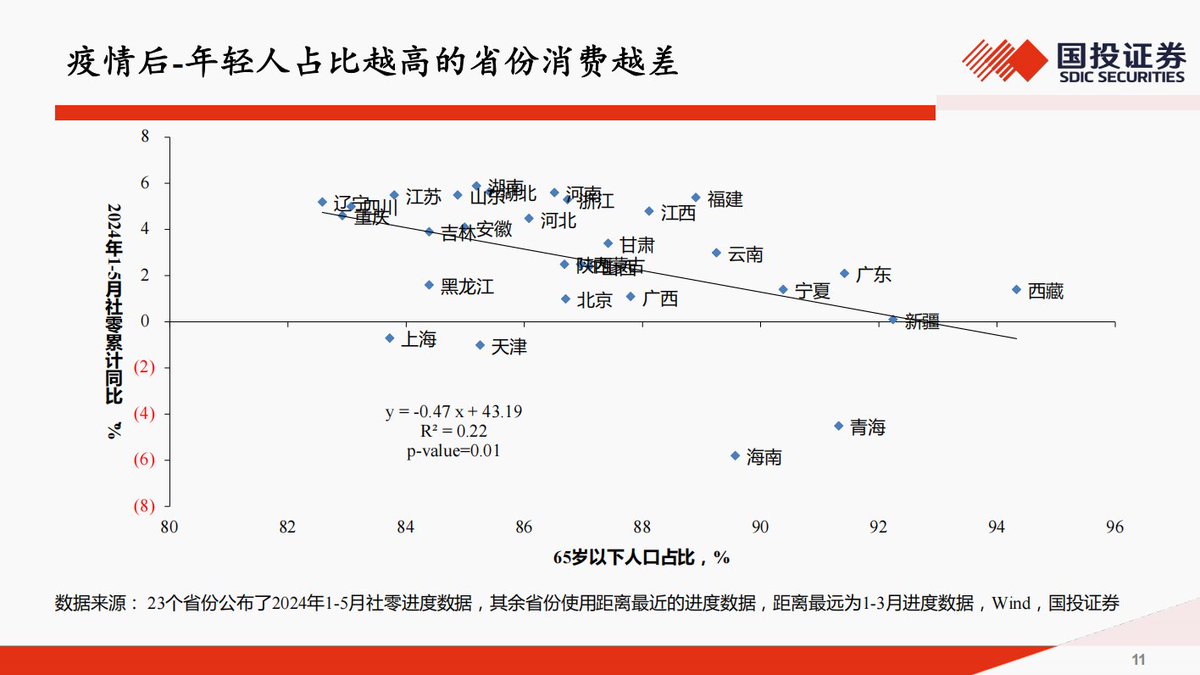 疫情后-年轻人占比越高的省份消费越差
国投证券
SDIC SECURITIES
2024年1-5月社零累计同比 %
8
6
4
2
0
(2)
(4)
(6)
(8)
辽宁
四川
重庆
江苏
湖南
湖北
山东
河南
浙江
江西
福建
吉林
安徽
河北
甘肃
云南
陕西
内蒙古
山西
黑龙江
北京
广西
宁夏
广东
西藏
新疆
上海
天津
青海
海南
y = -0.47 x + 43.19
R² = 0.22
p-value=0.01
80 82 84 86 88 90 92 94 96
65岁以下人口占比，%
数据来源： 23个省份公布了2024年1-5月社零进度数据，其余省份使用距离最近的进度数据，距离最远为1-3月进度数据，Wind，国投证券
11